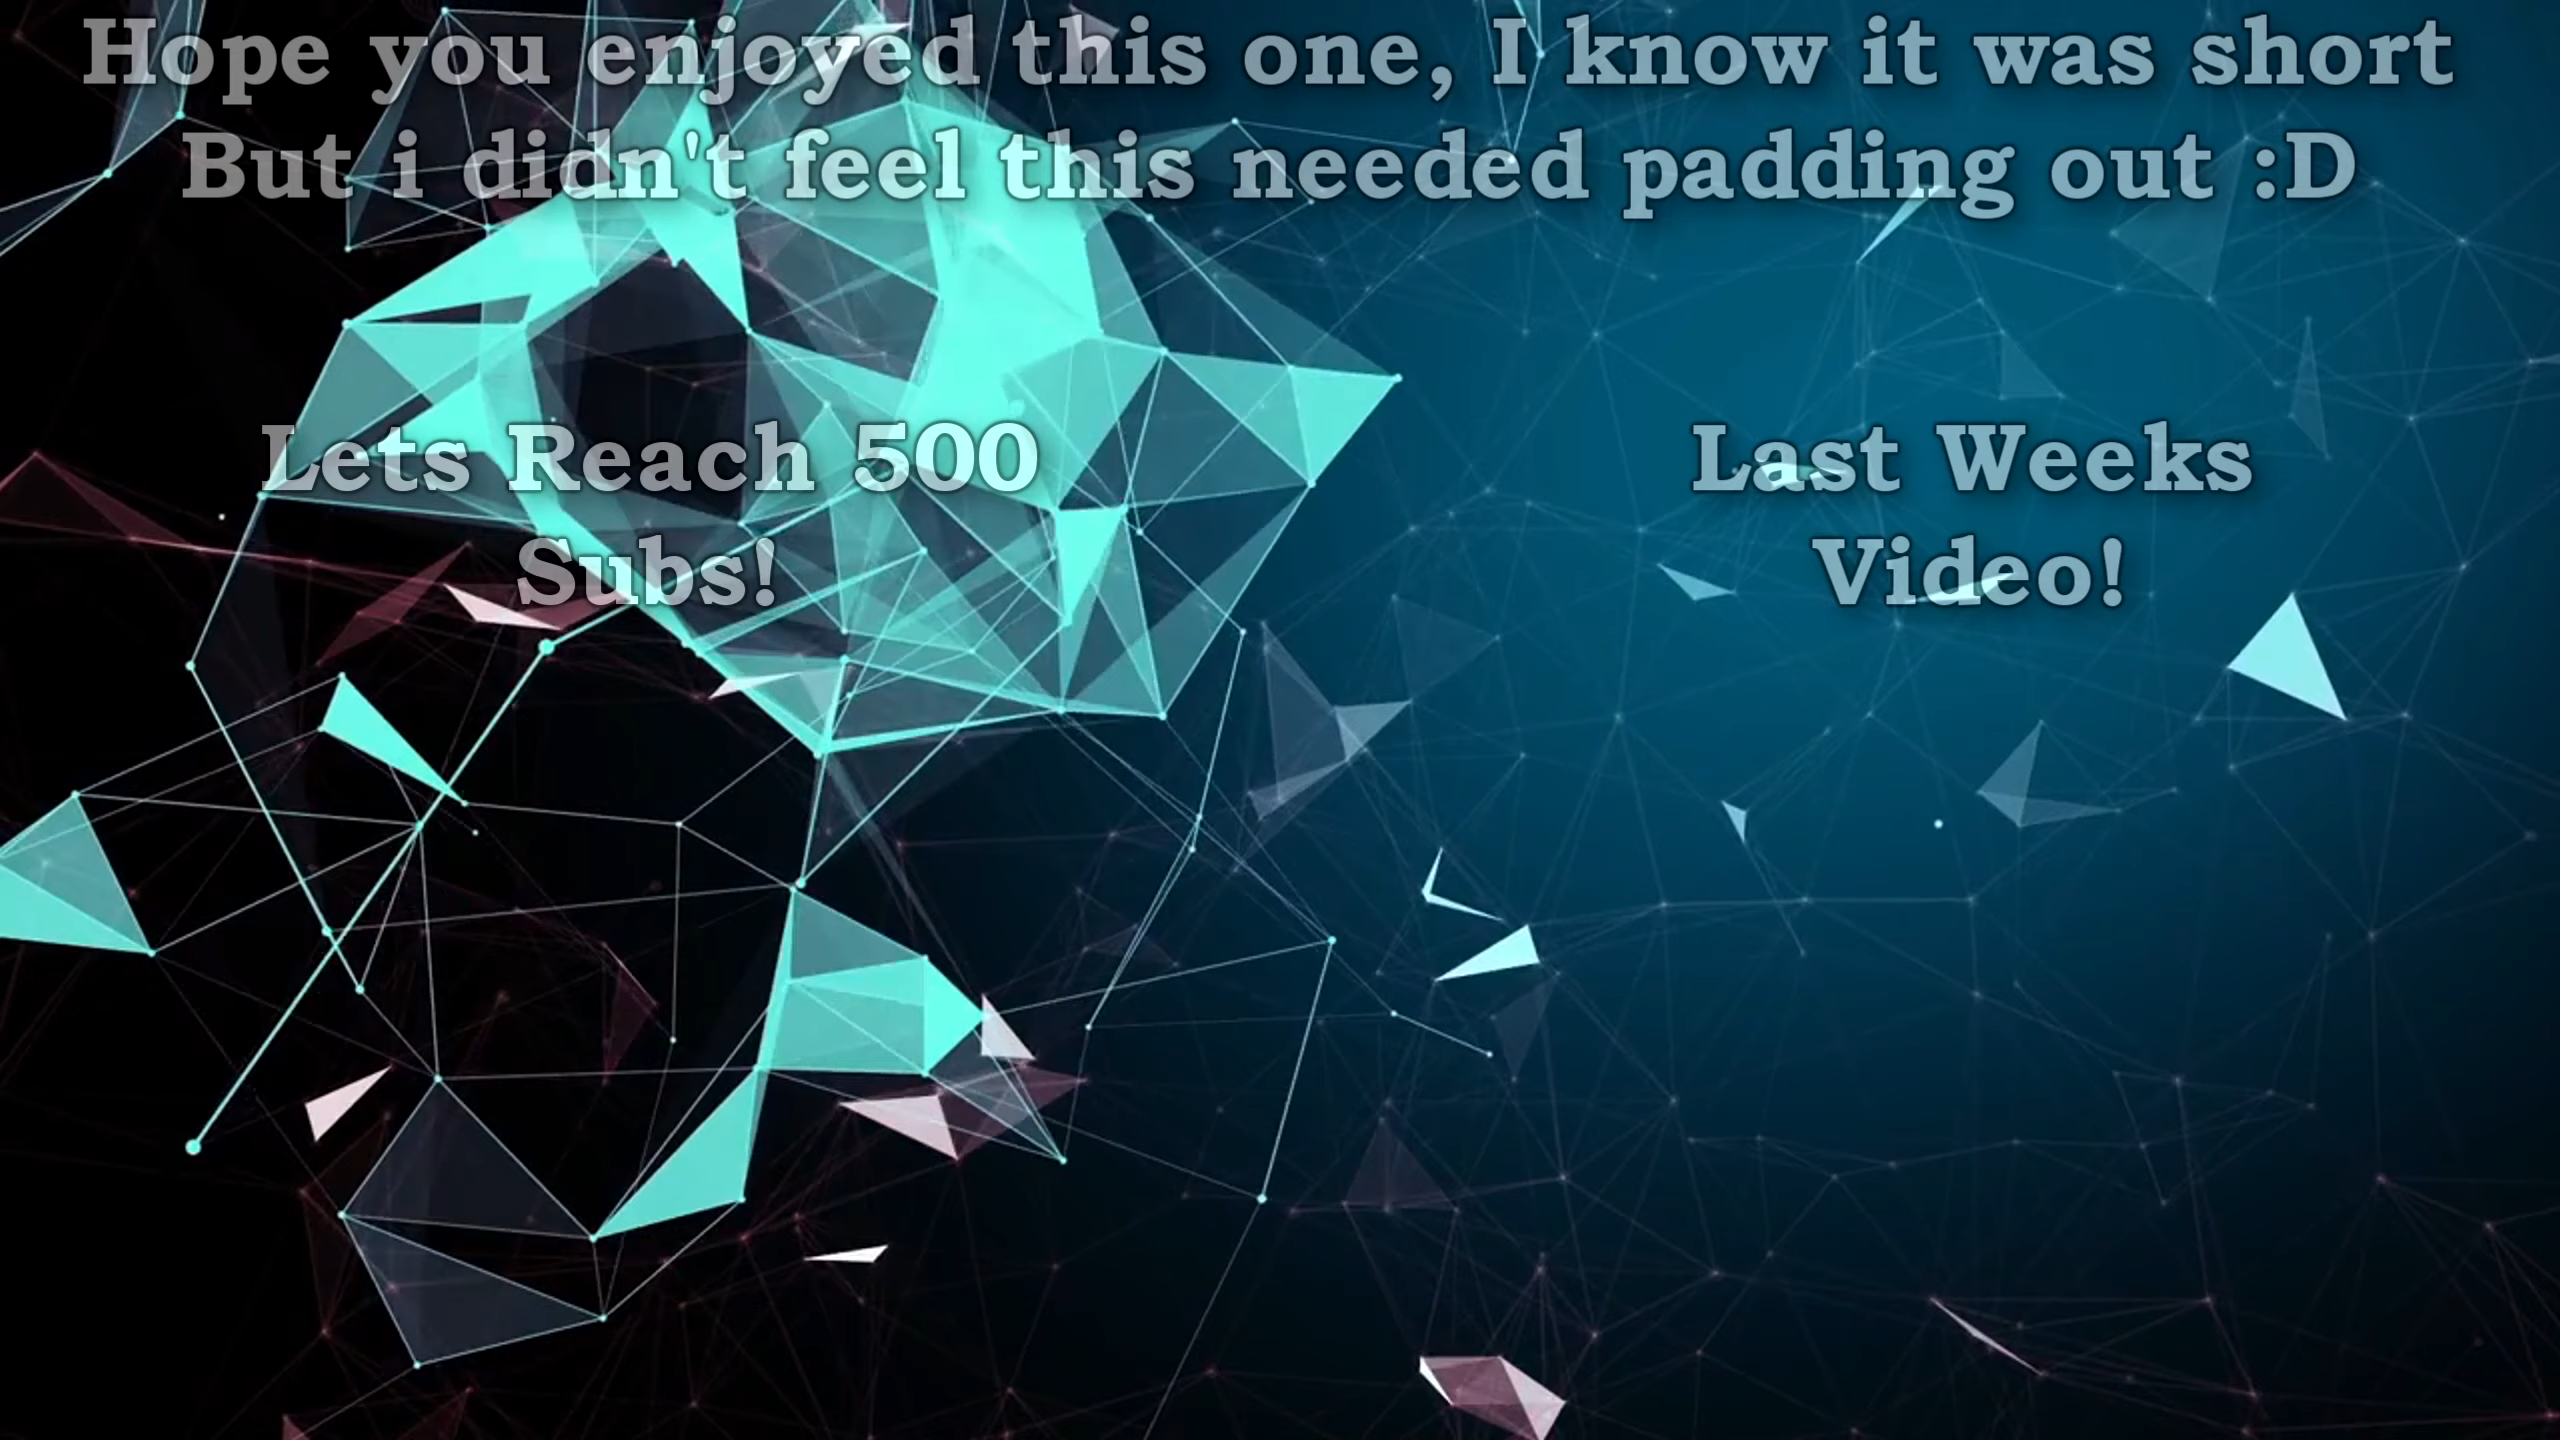 Hope you enjoyed this one, I know it was short
But i didn't feel this needed padding out :D
Lets Reach 500
Subs!
Last Weeks
Video!